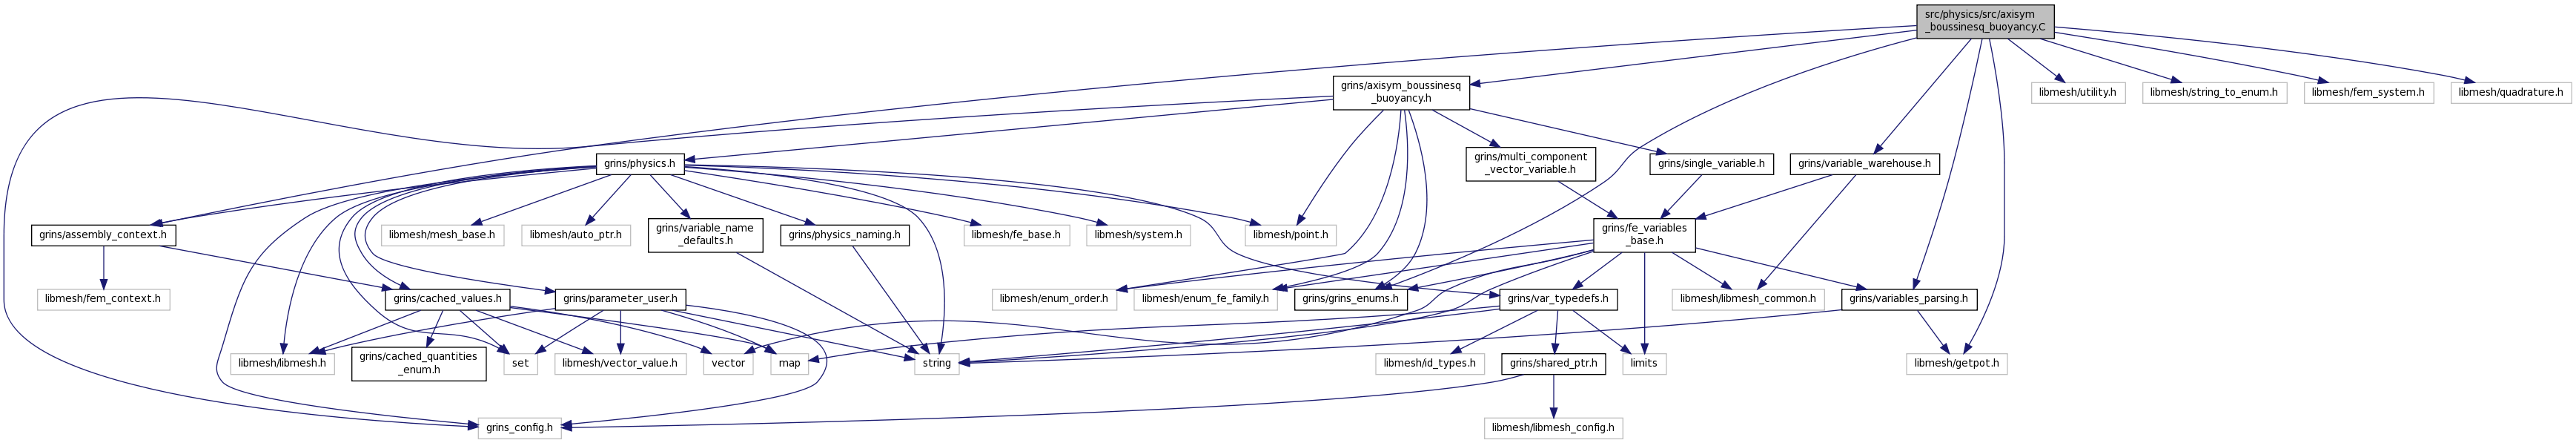 src/physics/src/axisym
_boussinesq_buoyancy.C
grins/axisym_boussinesq
_buoyancy.h
libmesh/utility.h
libmesh/string_to_enum.h
libmesh/fem_system.h
libmesh/quadrature.h
grins/physics.h
grins/multi_component
_vector_variable.h
grins/single_variable.h
grins/variable_warehouse.h
grins/assembly_context.h
libmesh/mesh_base.h
libmesh/auto_ptr.h
grins/variable_name
_defaults.h
grins/physics_naming.h
libmesh/fe_base.h
libmesh/system.h
libmesh/point.h
grins/fe_variables
_base.h
libmesh/fem_context.h
grins/cached_values.h
grins/parameter_user.h
libmesh/enum_order.h
libmesh/enum_fe_family.h
grins/grins_enums.h
grins/var_typedefs.h
libmesh/libmesh_common.h
grins/variables_parsing.h
libmesh/libmesh.h
grins/cached_quantities
_enum.h
set
libmesh/vector_value.h
vector
map
string
libmesh/id_types.h
grins/shared_ptr.h
limits
libmesh/getpot.h
grins_config.h
libmesh/libmesh_config.h